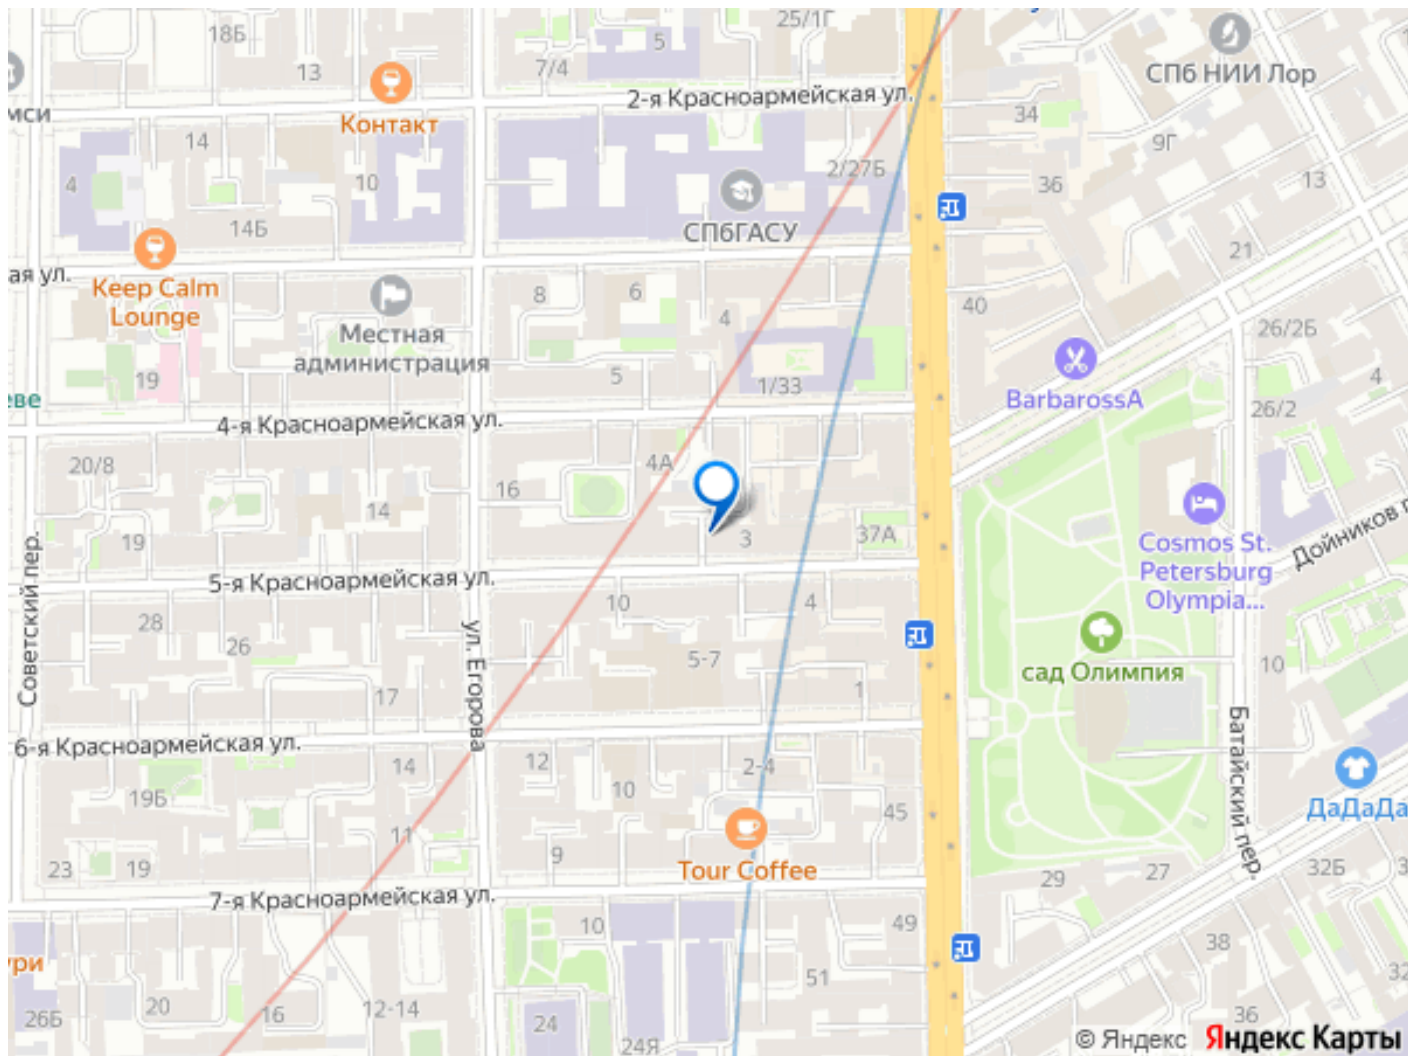 18Б
25/1Г
5
13
7/4
СПб НИИ Лор
2-я Красноармейская ул.
34
мси
Контакт
14
9Г
4
10
2/27Б
36
13
14Б
СПбГАСУ
21
ая ул.
Keep Calm
Lounge
8
6
40
4
Местная
администрация
26/2Б
19
5
1/33
4
еве
BarbarossA
26/2
4-я Красноармейская ул.
20/8
4А
16
14
19
3
37А
Cosmos St.
Petersburg
Olympia...
Дойников п
5-я Красноармейская ул.
Советский пер.
28
10
4
26
ул. Егорова
5-7
сад Олимпия
10
17
1
6-я Красноармейская ул.
Батайский пер.
14
12
2-4
19Б
10
45
ДаДаДа
11
23
19
9
Tour Coffee
29
27
32Б
3
7-я Красноармейская ул.
10
49
38
ури
51
32
20
12-14
26Б
16
24
36
24Я
© Яндекс Яндекс Карты